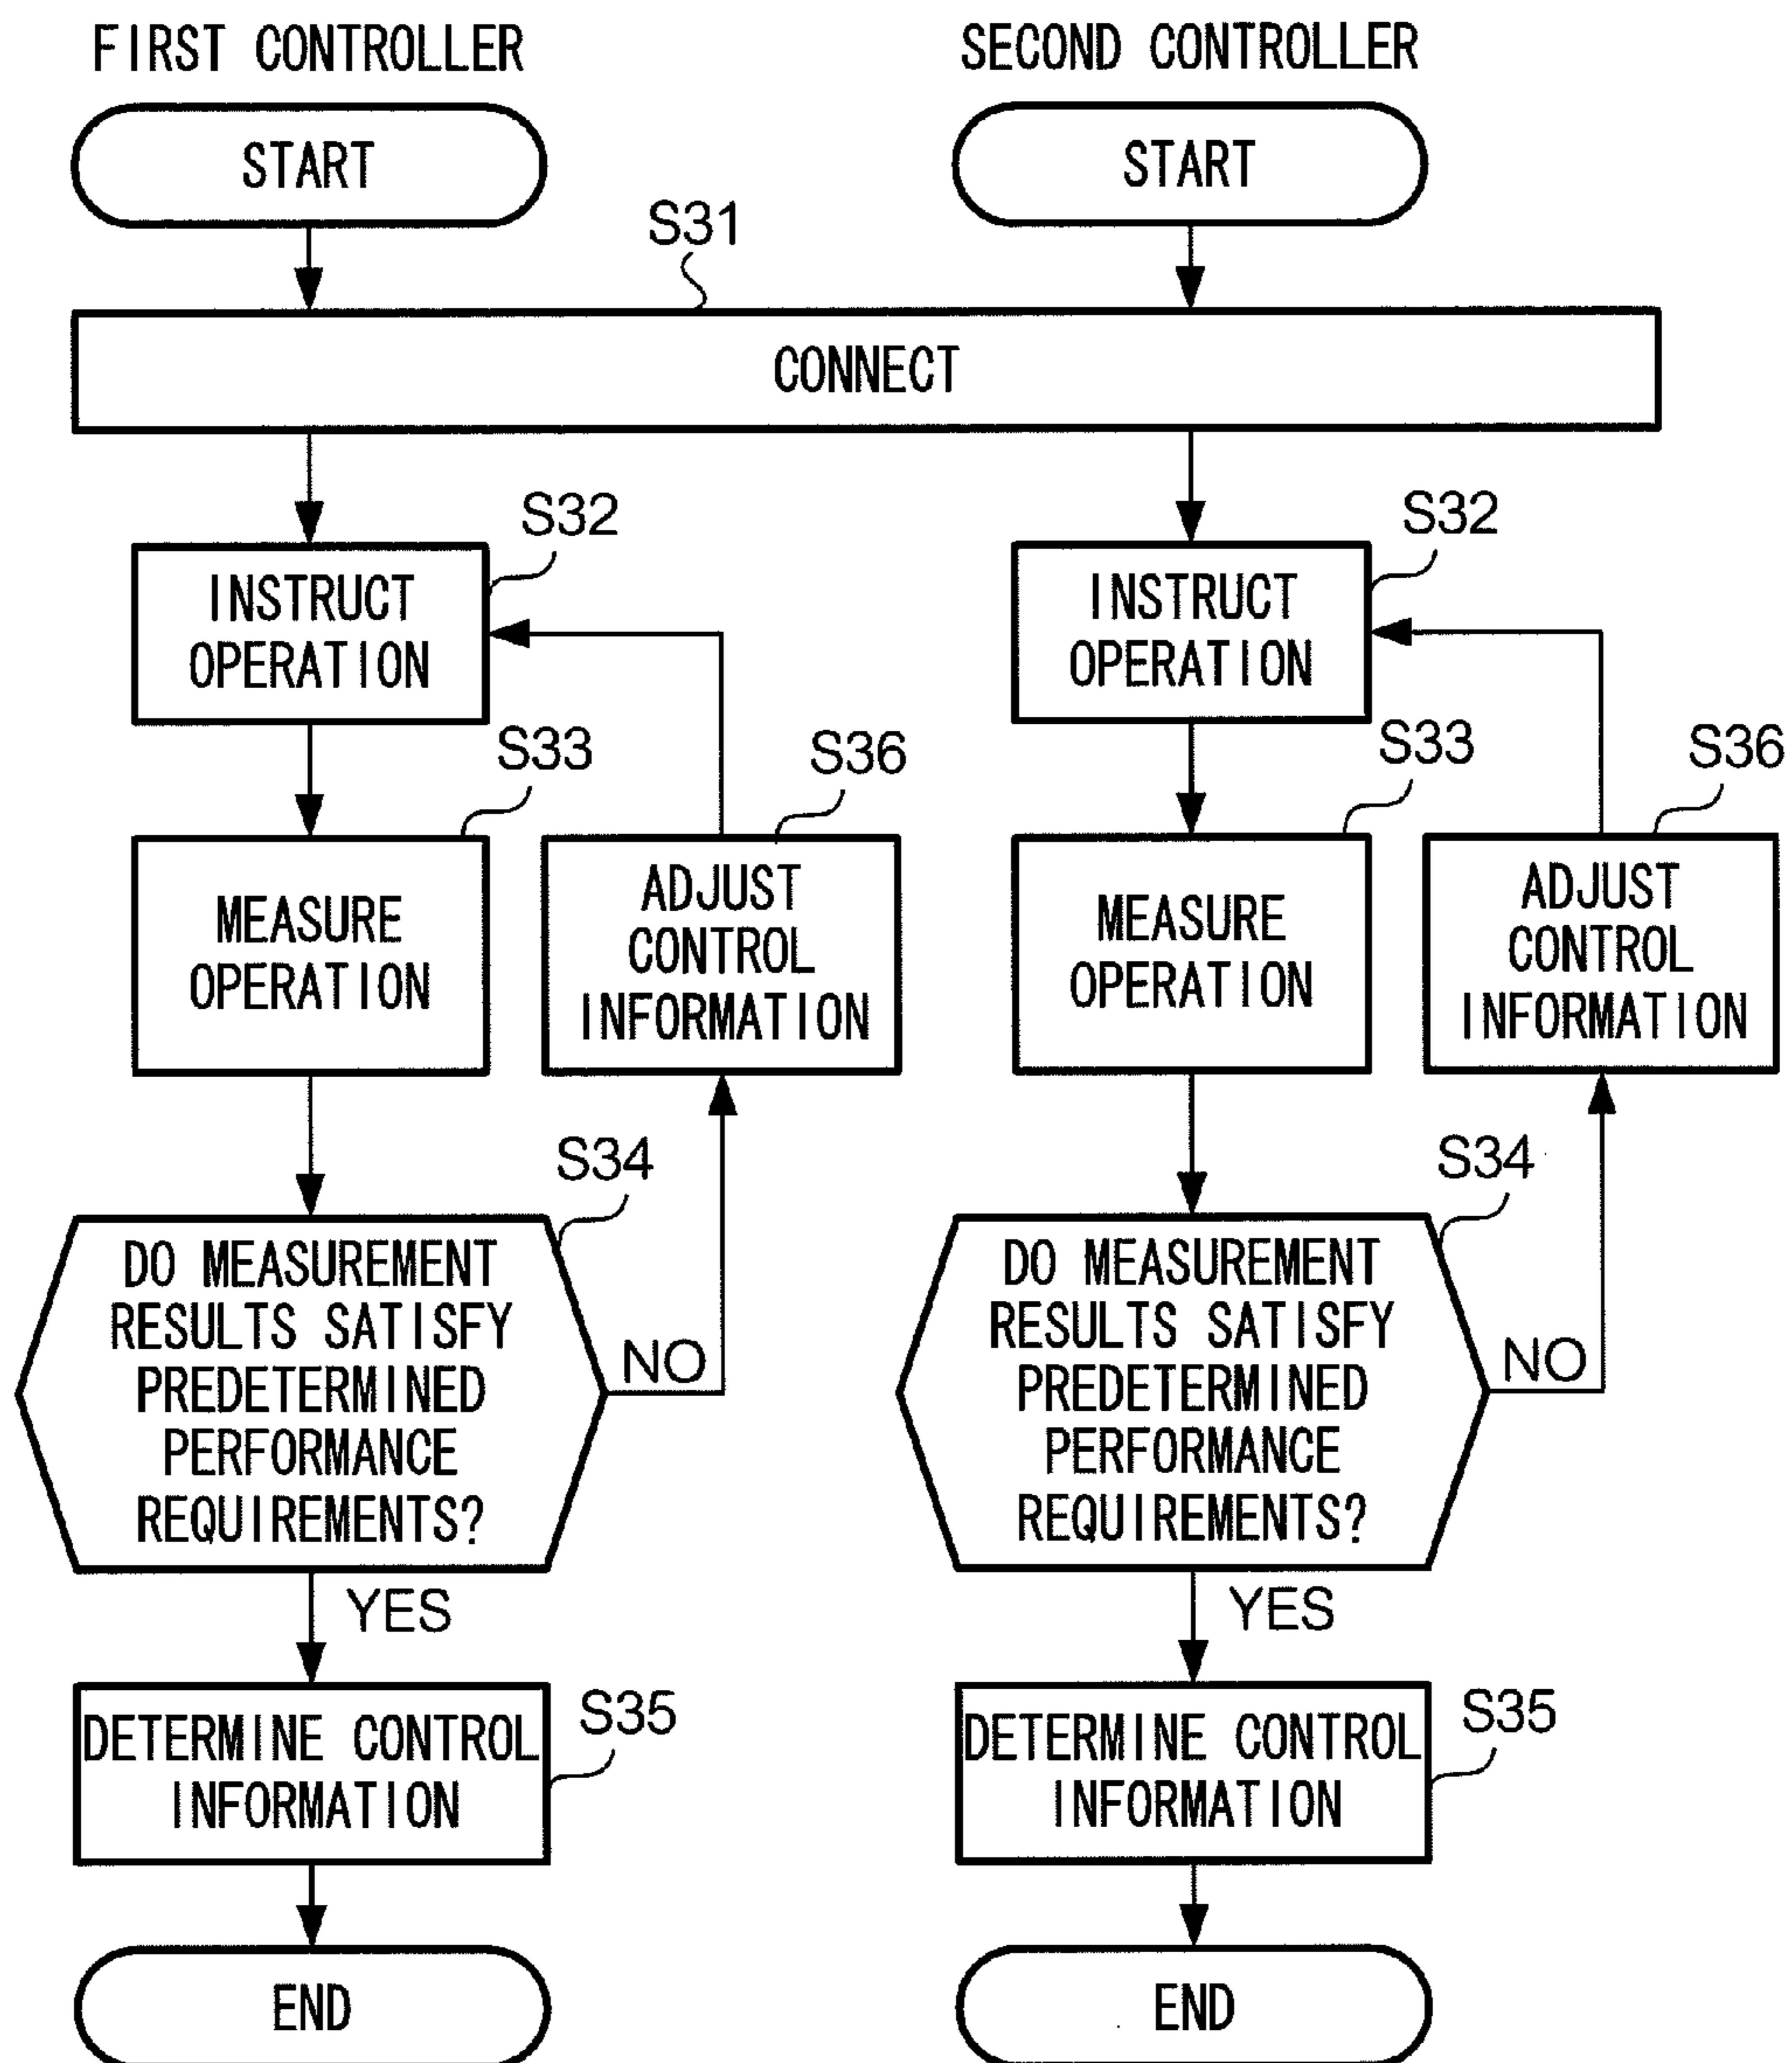 FIRST CONTROLLER
SECOND CONTROLLER
START
START
S31
CONNECT
S32
INSTRUCT
OPERATION
S32
INSTRUCT
OPERATION
S33
MEASURE
OPERATION
S36
ADJUST
CONTROL
INFORMATION
S33
MEASURE
OPERATION
S36
ADJUST
CONTROL
INFORMATION
S34
DO MEASUREMENT
RESULTS SATISFY
PREDETERMINED
PERFORMANCE
REQUIREMENTS?
NO
S34
DO MEASUREMENT
RESULTS SATISFY
PREDETERMINED
PERFORMANCE
REQUIREMENTS?
NO
YES
YES
S35
DETERMINE CONTROL
INFORMATION
S35
DETERMINE CONTROL
INFORMATION
END
END